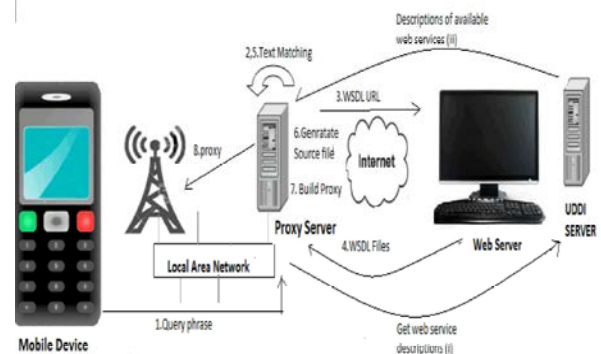 Descriptions of available
web services (ii)
2,5.Text Matching
3.WSDL URL
8.proxy
6.Genratate
Source file
Internet
7. Build Proxy
Proxy Server
UDDI
SERVER
4.WSDL Files
Web Server
Local Area Network
1.Query phrase
Get web service
descriptions (i)
Mobile Device